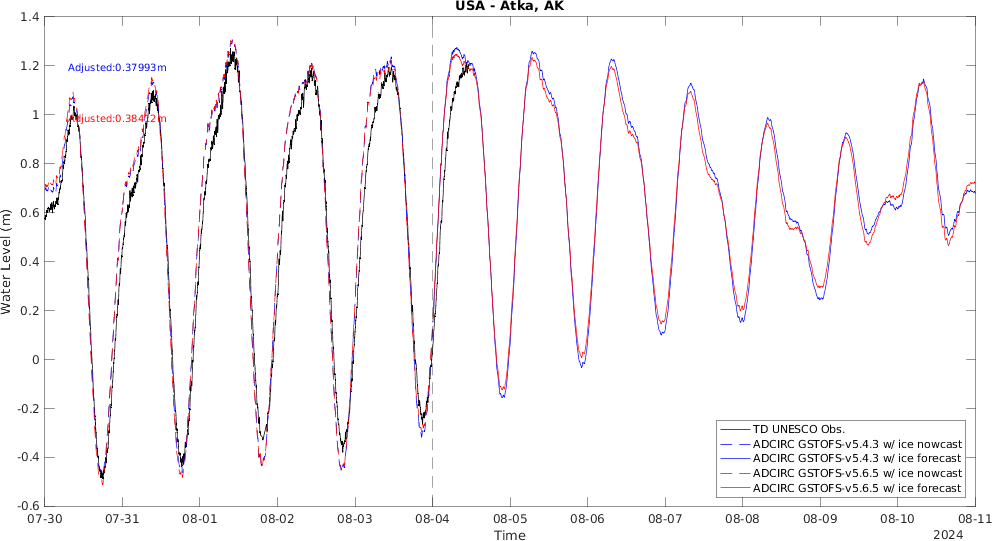 USA - Atka, AK
1.4
1.2
1
0.8
0.6
0.4
0.2
0
-0.2
-0.4
-0.6
Water Level (m)
Adjusted:0.37993m
TD UNESCO Obs.
ADCIRC GSTOFS-v5.4.3 w/ ice nowcast
ADCIRC GSTOFS-v5.4.3 w/ ice forecast
ADCIRC GSTOFS-v5.6.5 w/ ice nowcast
ADCIRC GSTOFS-v5.6.5 w/ ice forecast
07-30 07-31 08-01 08-02 08-03 08-04 08-05 08-06 08-07 08-08 08-09 08-10 08-11
Time
2024